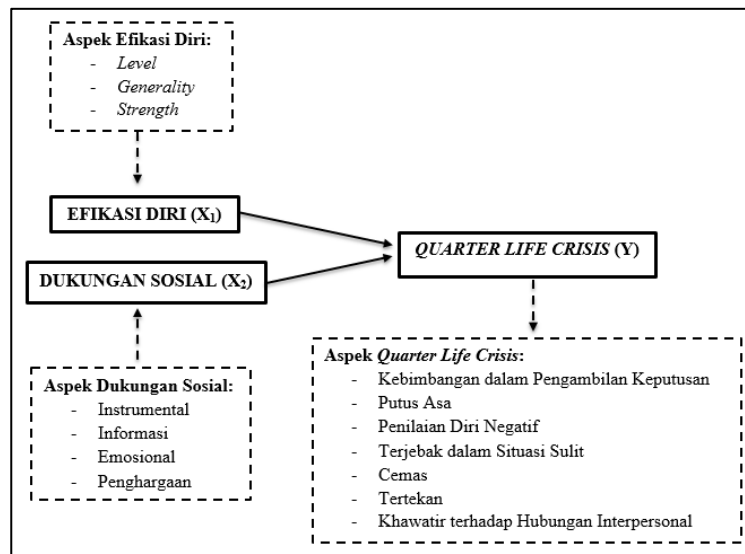 Aspek Efikasi Diri:
- Level
- Generality
- Strength
EFIKASI DIRI (X₁)
QUARTER LIFE CRISIS (Y)
DUKUNGAN SOSIAL (X₂)
Aspek Dukungan Sosial:
- Instrumental
- Informasi
- Emosional
- Penghargaan
Aspek Quarter Life Crisis:
- Kebimbangan dalam Pengambilan Keputusan
- Putus Asa
- Penilaian Diri Negatif
- Terjebak dalam Situasi Sulit
- Cemas
- Tertekan
- Khawatir terhadap Hubungan Interpersonal